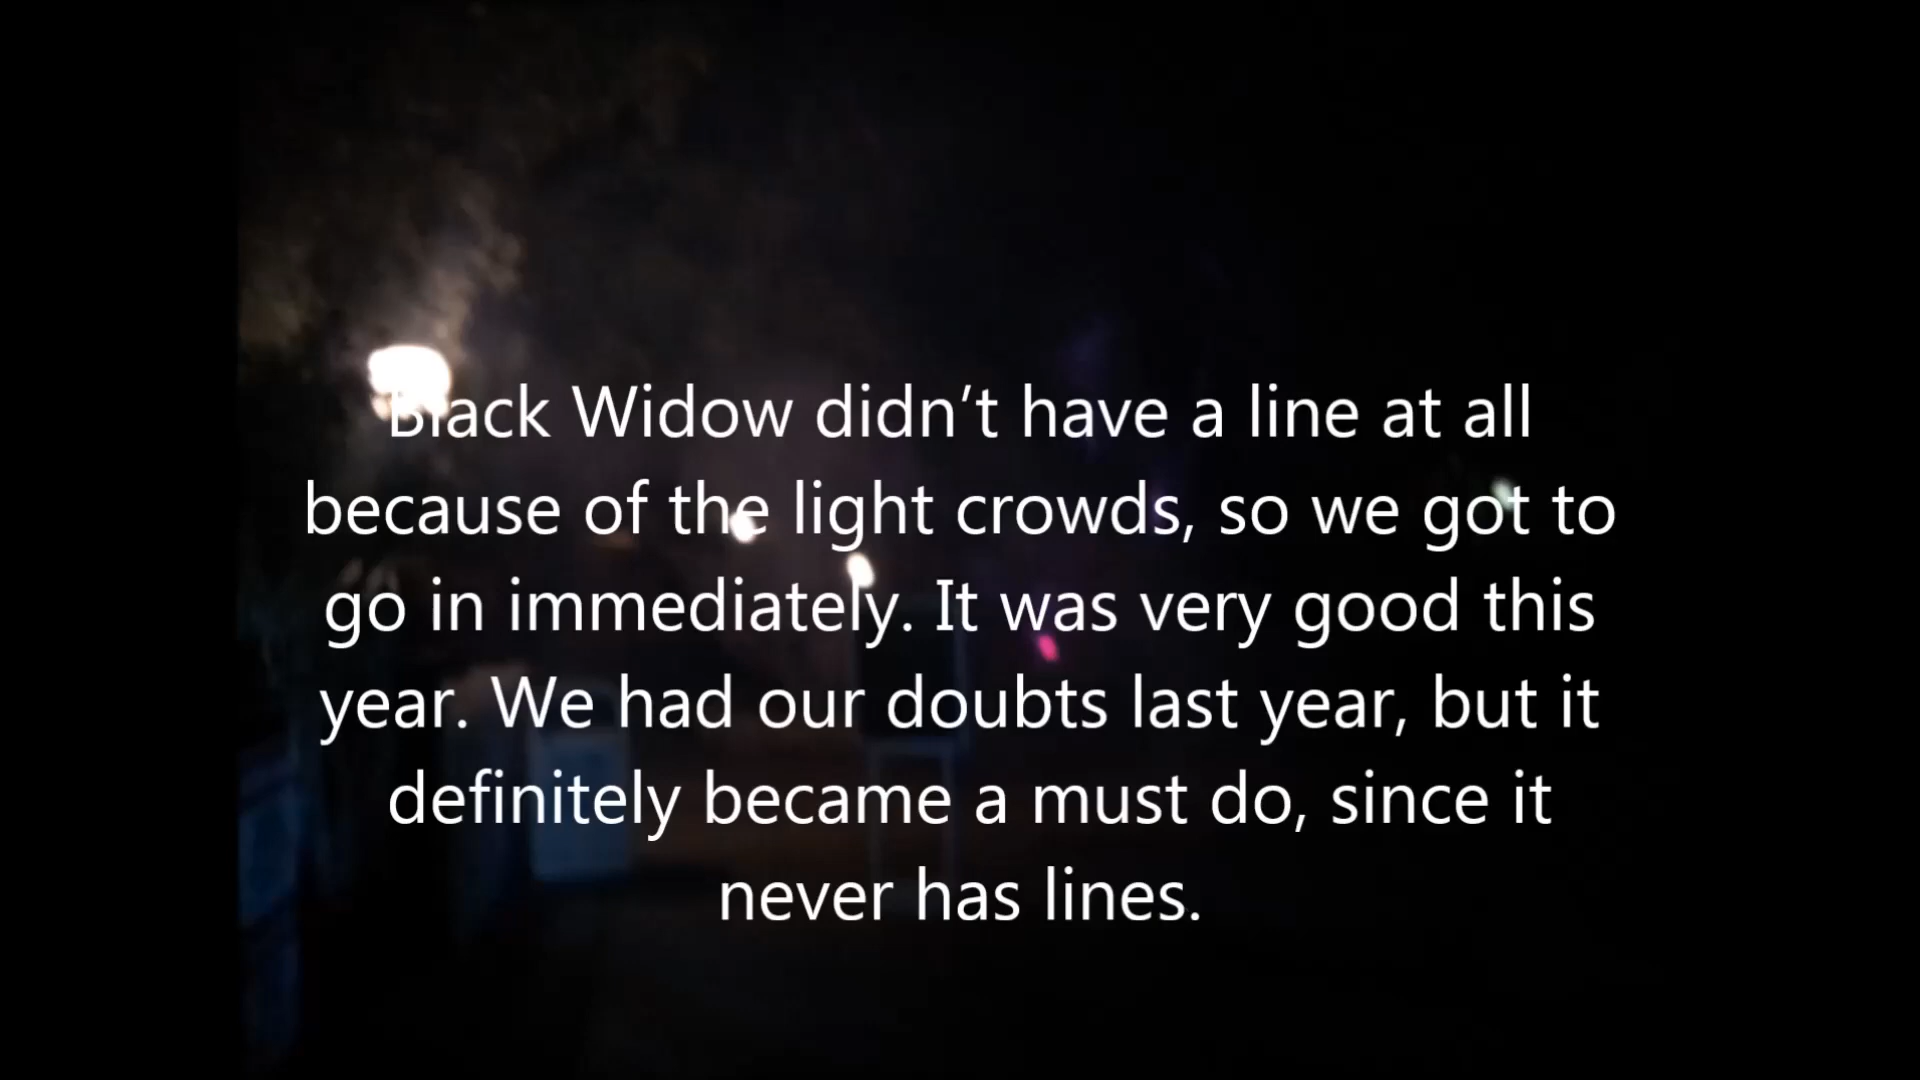 Black Widow didn’t have a line at all
because of the light crowds, so we got to
go in immediately. It was very good this
year. We had our doubts last year, but it
definitely became a must do, since it
never has lines.